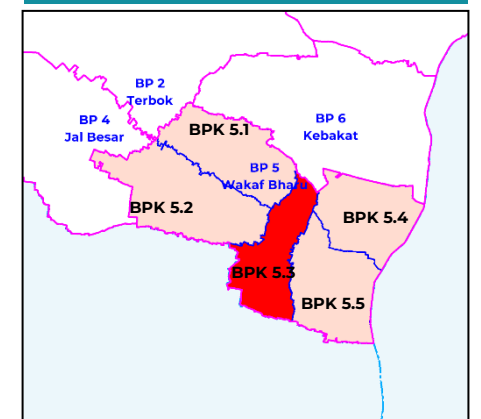 BP 2
Terbok
BP 4
Jal Besar
BPK 5.1
BP 6
Kebakat
BP 5
Wakaf Bharu
BPK 5.2
BPK 5.4
BPK 5.3
BPK 5.5